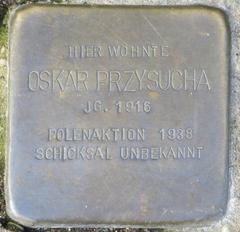 HIER WOHNTE
OSKAR PRZYSUCHA
JG. 1916
POLENAKTION 1938
SCHICKSAL UNBEKANNT